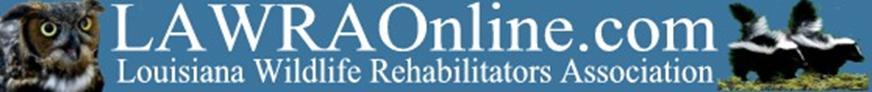 LAWRAOnline.com
Louisiana Wildlife Rehabilitators Association